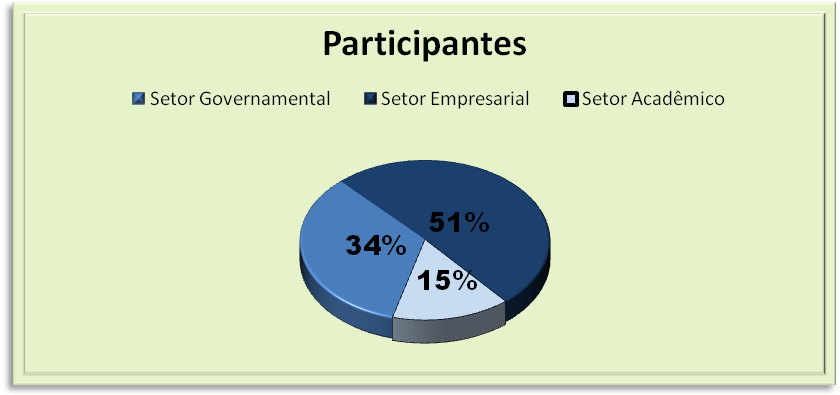 Participantes
Setor Governamental Setor Empresarial Setor Acadêmico
51%
34%
15%